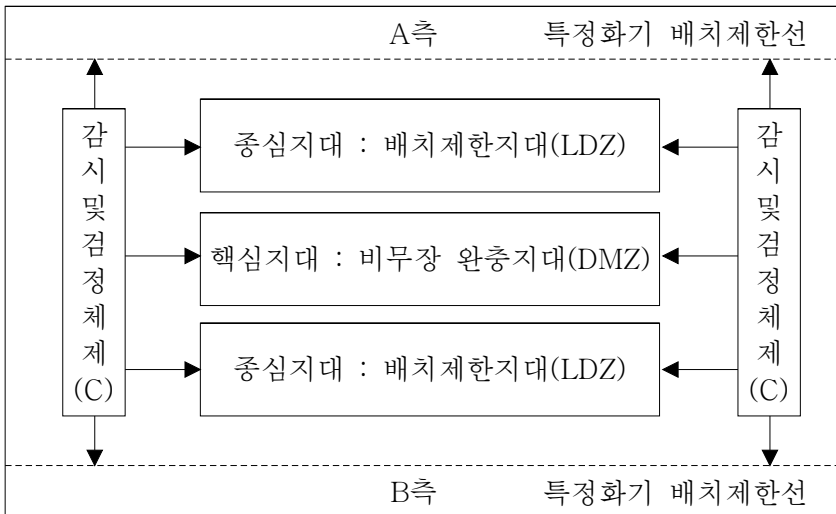 A측 특정화기 배치제한선
감시및검정체제(C)
종심지대 : 배치제한지대(LDZ)
핵심지대 : 비무장 완충지대(DMZ)
종심지대 : 배치제한지대(LDZ)
감시및검정체제(C)
B측 특정화기 배치제한선